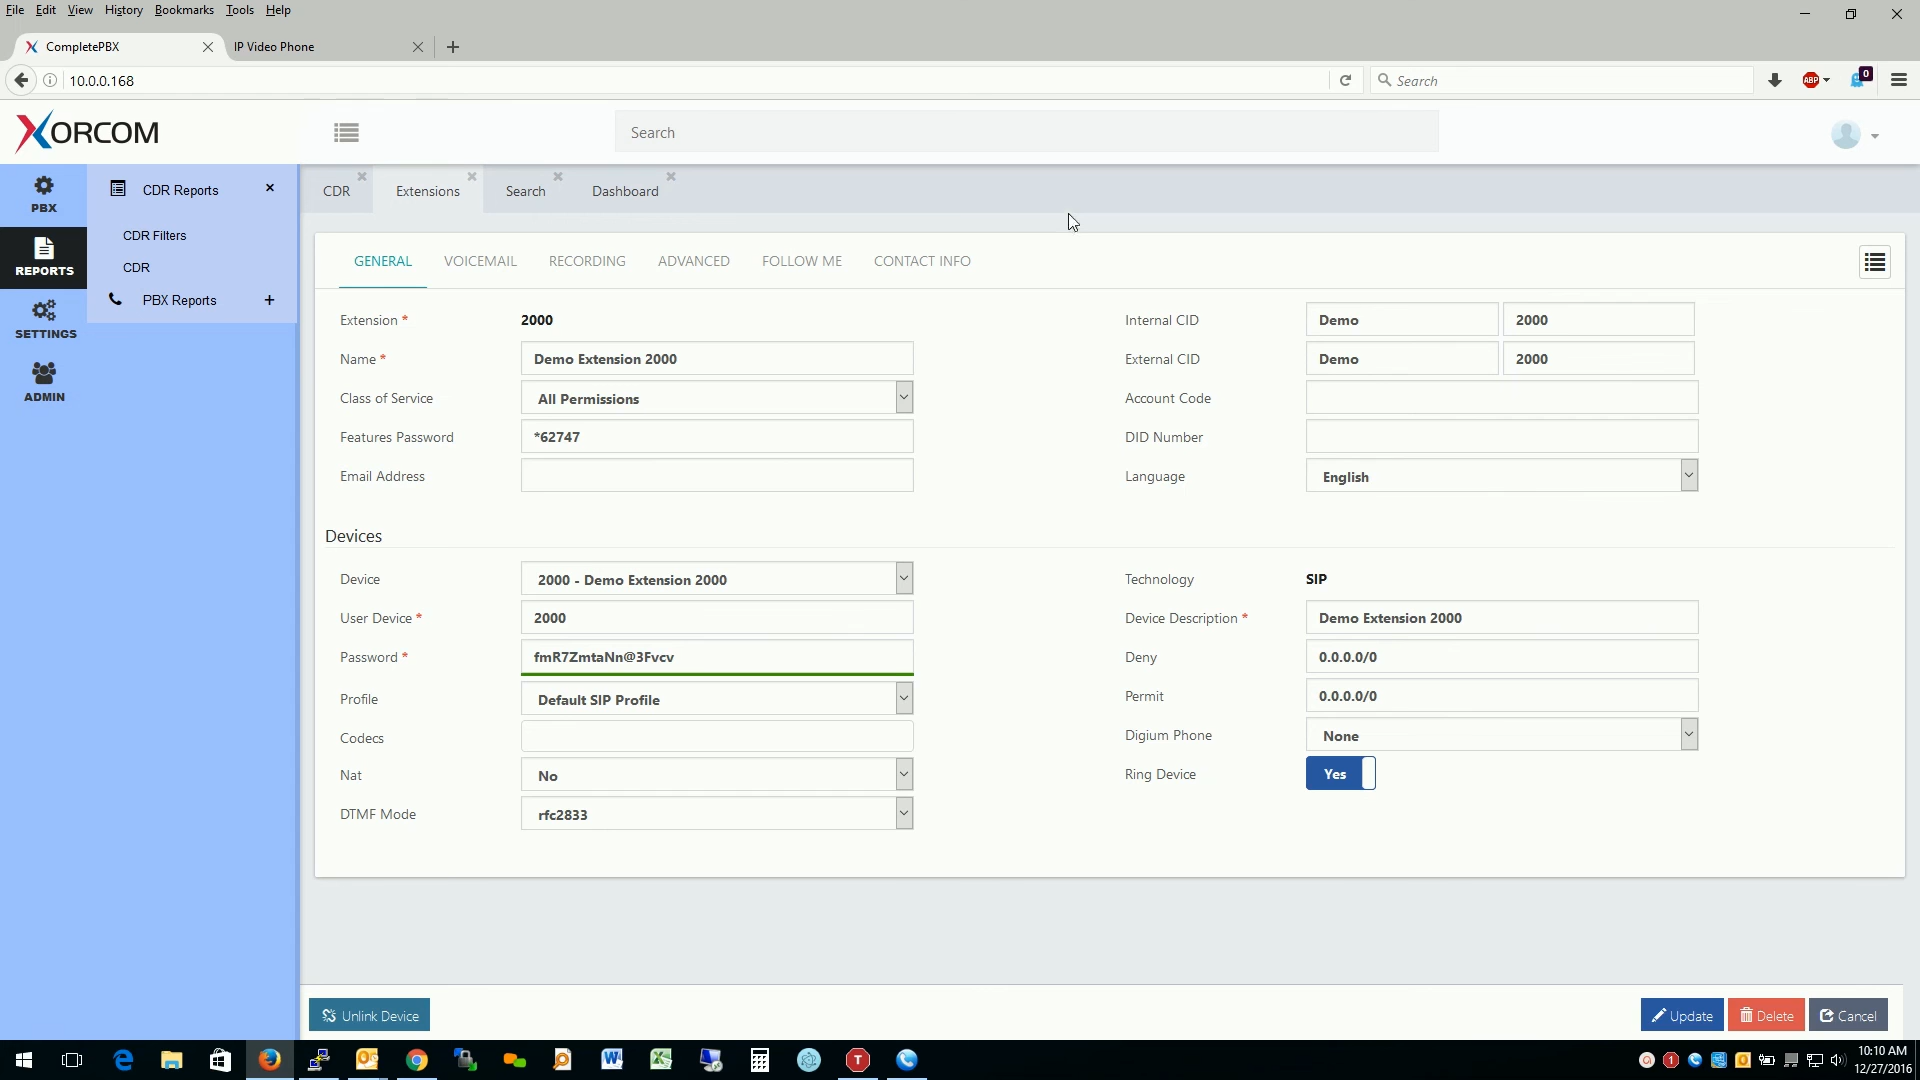 File Edit View History Bookmarks Tools Help
CompletePBX
IP Video Phone
10.0.0.168
Search
ABP
0
XORCOM
Search
PBX
REPORTS
SETTINGS
ADMIN
CDR Reports
CDR Filters
CDR
PBX Reports
CDR Extensions Search Dashboard
GENERAL VOICEMAIL RECORDING ADVANCED FOLLOW ME CONTACT INFO
Extension * 2000
Name * Demo Extension 2000
Class of Service All Permissions
Features Password *62747
Email Address
Internal CID Demo 2000
External CID Demo 2000
Account Code
DID Number
Language English
Devices
Device 2000 - Demo Extension 2000
User Device * 2000
Password * fmR7ZmtaNn@3Fvcv
Profile Default SIP Profile
Codecs
Nat No
DTMF Mode rfc2833
Technology SIP
Device Description * Demo Extension 2000
Deny 0.0.0.0/0
Permit 0.0.0.0/0
Digium Phone None
Ring Device Yes
Unlink Device
Update Delete Cancel
10:10 AM
12/27/2016